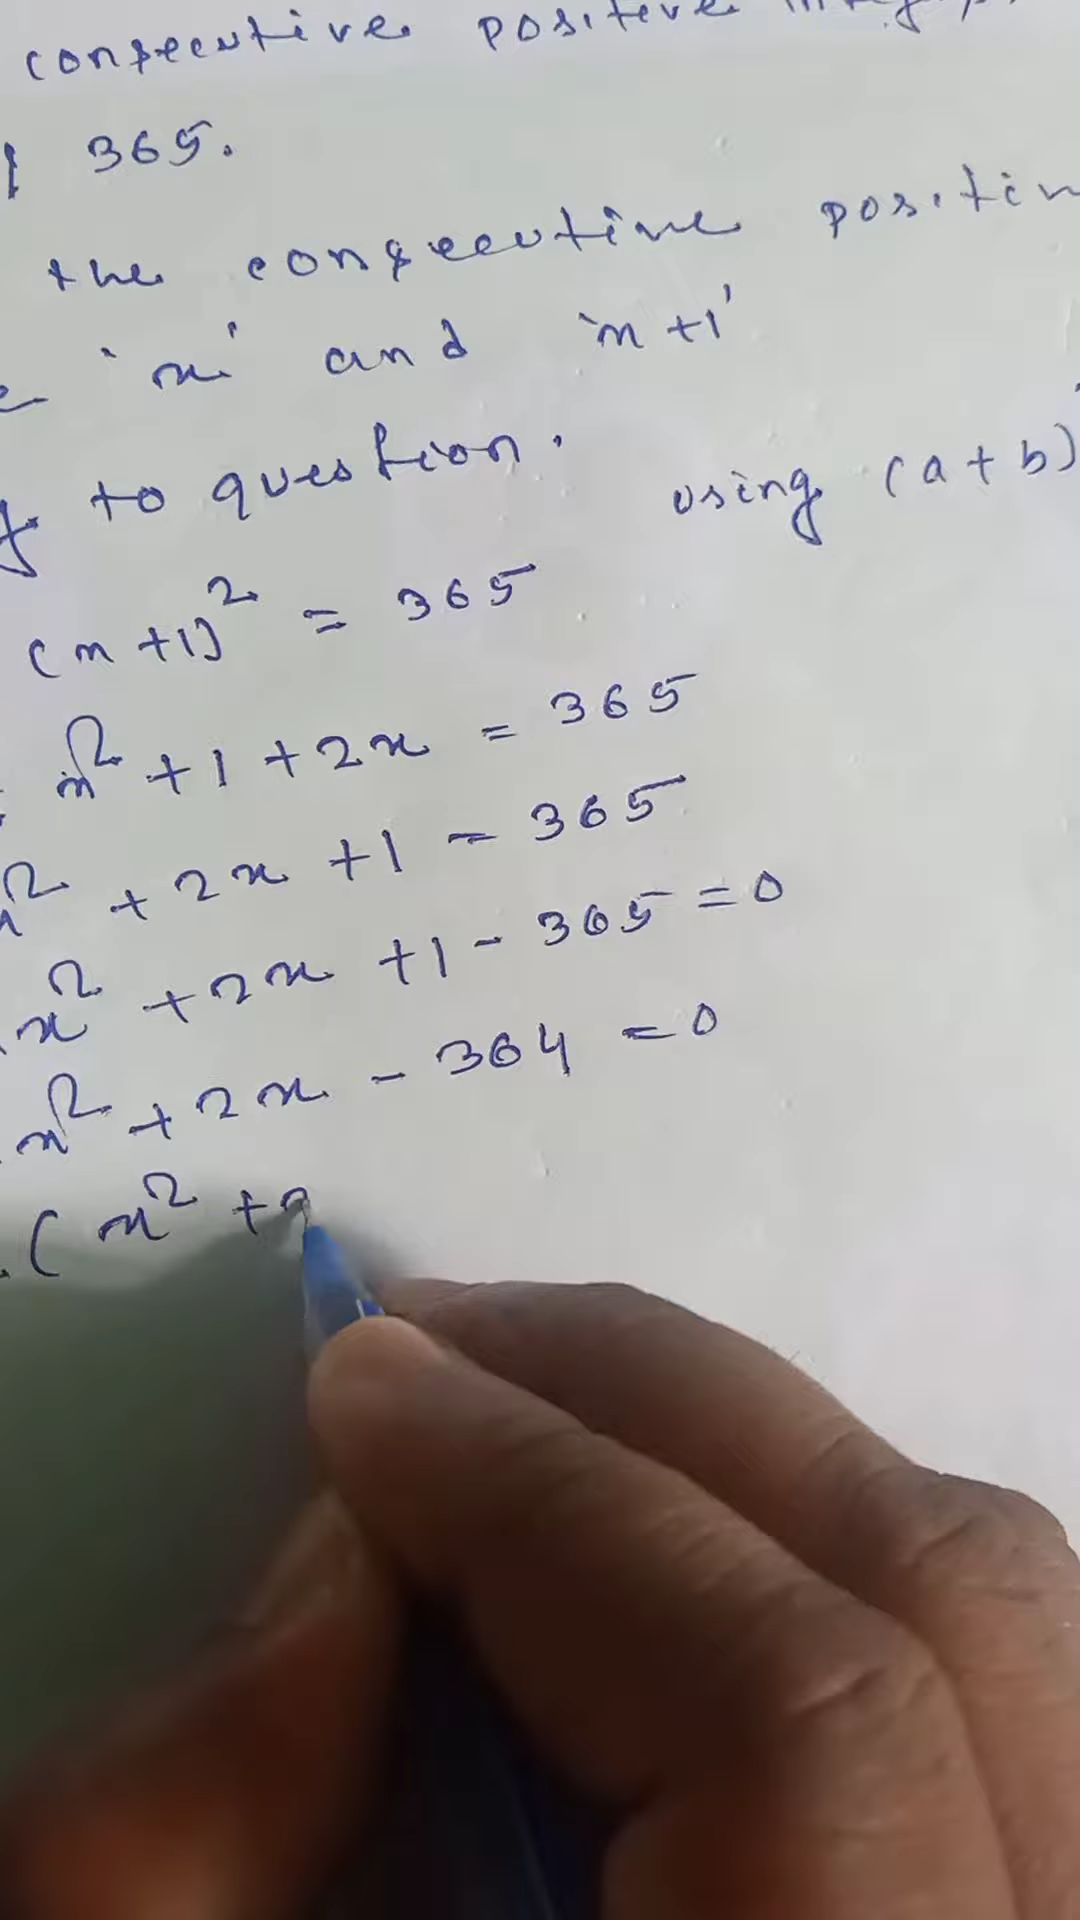 consecutive positive
365.
the consecutive
'x' and 'x+1'
to question. using (a+b)
(x+1)² = 365
x² + 1 + 2x = 365
x² + 2x + 1 = 365
x² + 2x + 1 - 365 = 0
x² + 2x - 364 = 0
(x² +